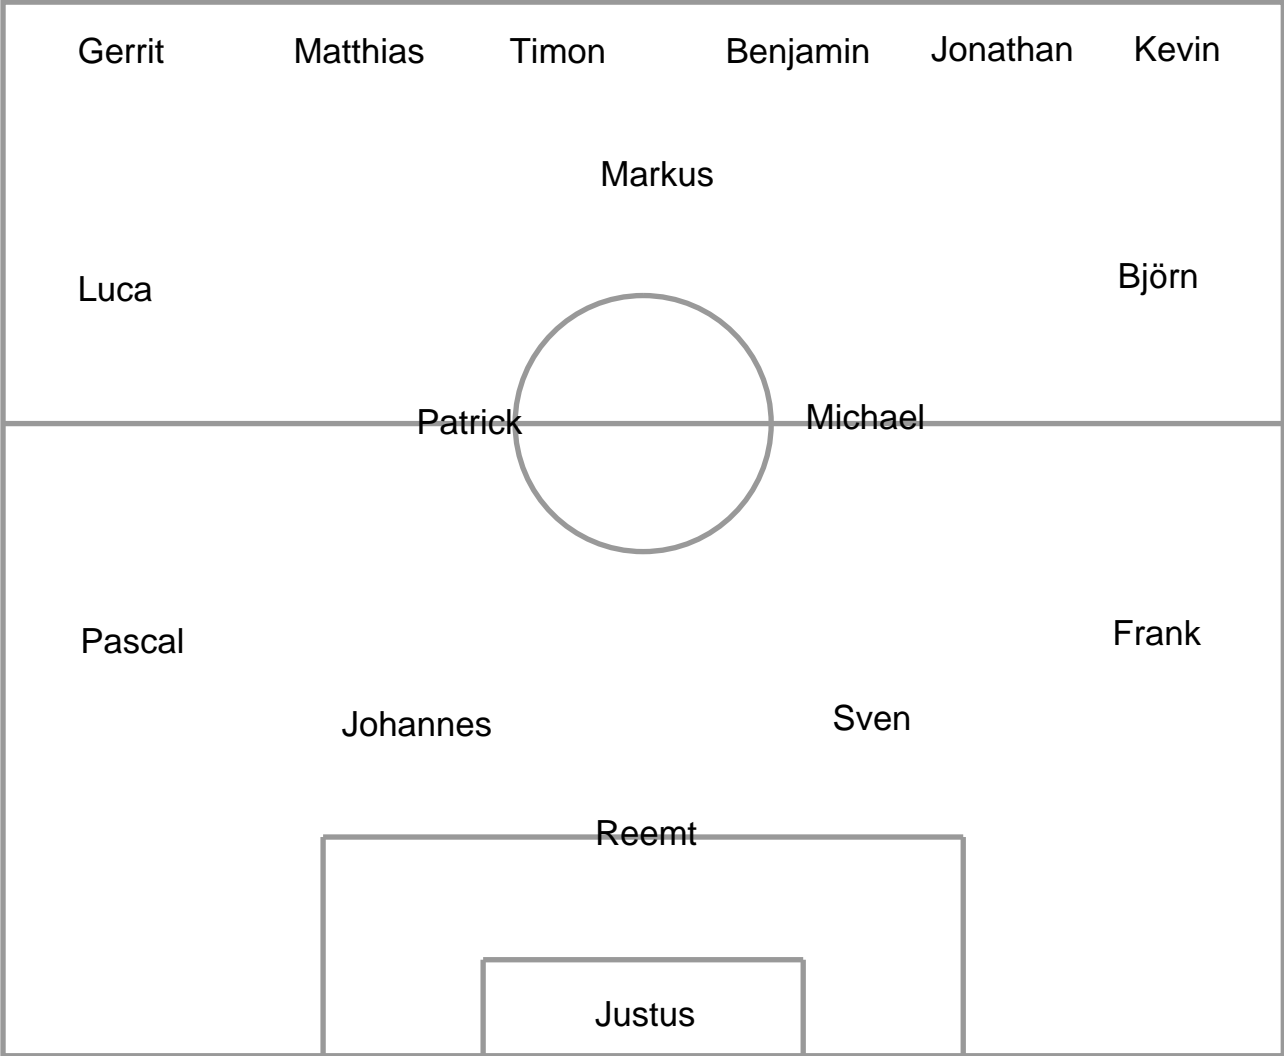 Gerrit Matthias Timon Benjamin Jonathan Kevin
Markus
Luca Björn
Patrick Michael
Pascal Frank
Johannes Sven
Reemt
Justus